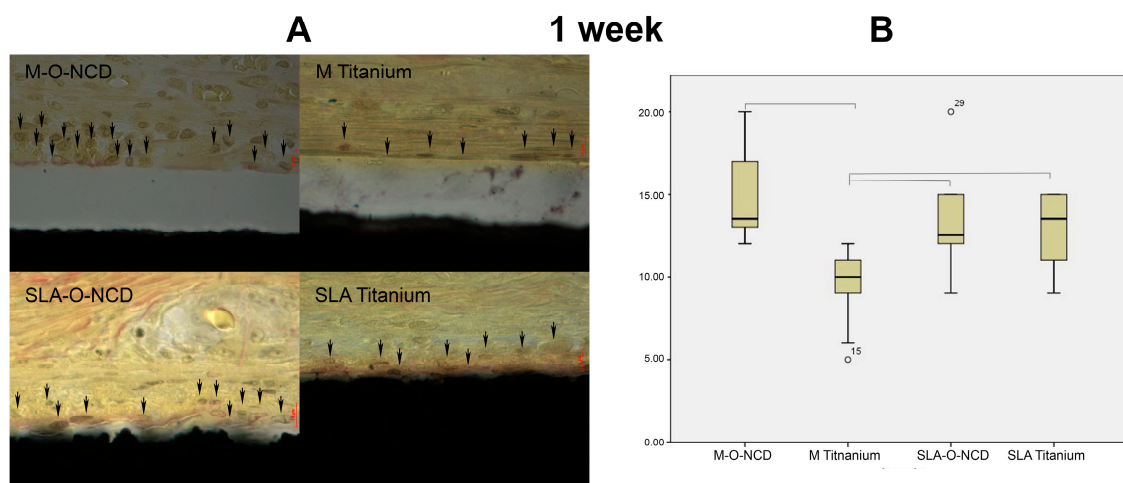 A
1 week
B
M-O-NCD
M Titanium
SLA-O-NCD
SLA Titanium
20.00
15.00
10.00
5.00
0.00
29
15
M-O-NCD
M Titnanium
SLA-O-NCD
SLA Titanium